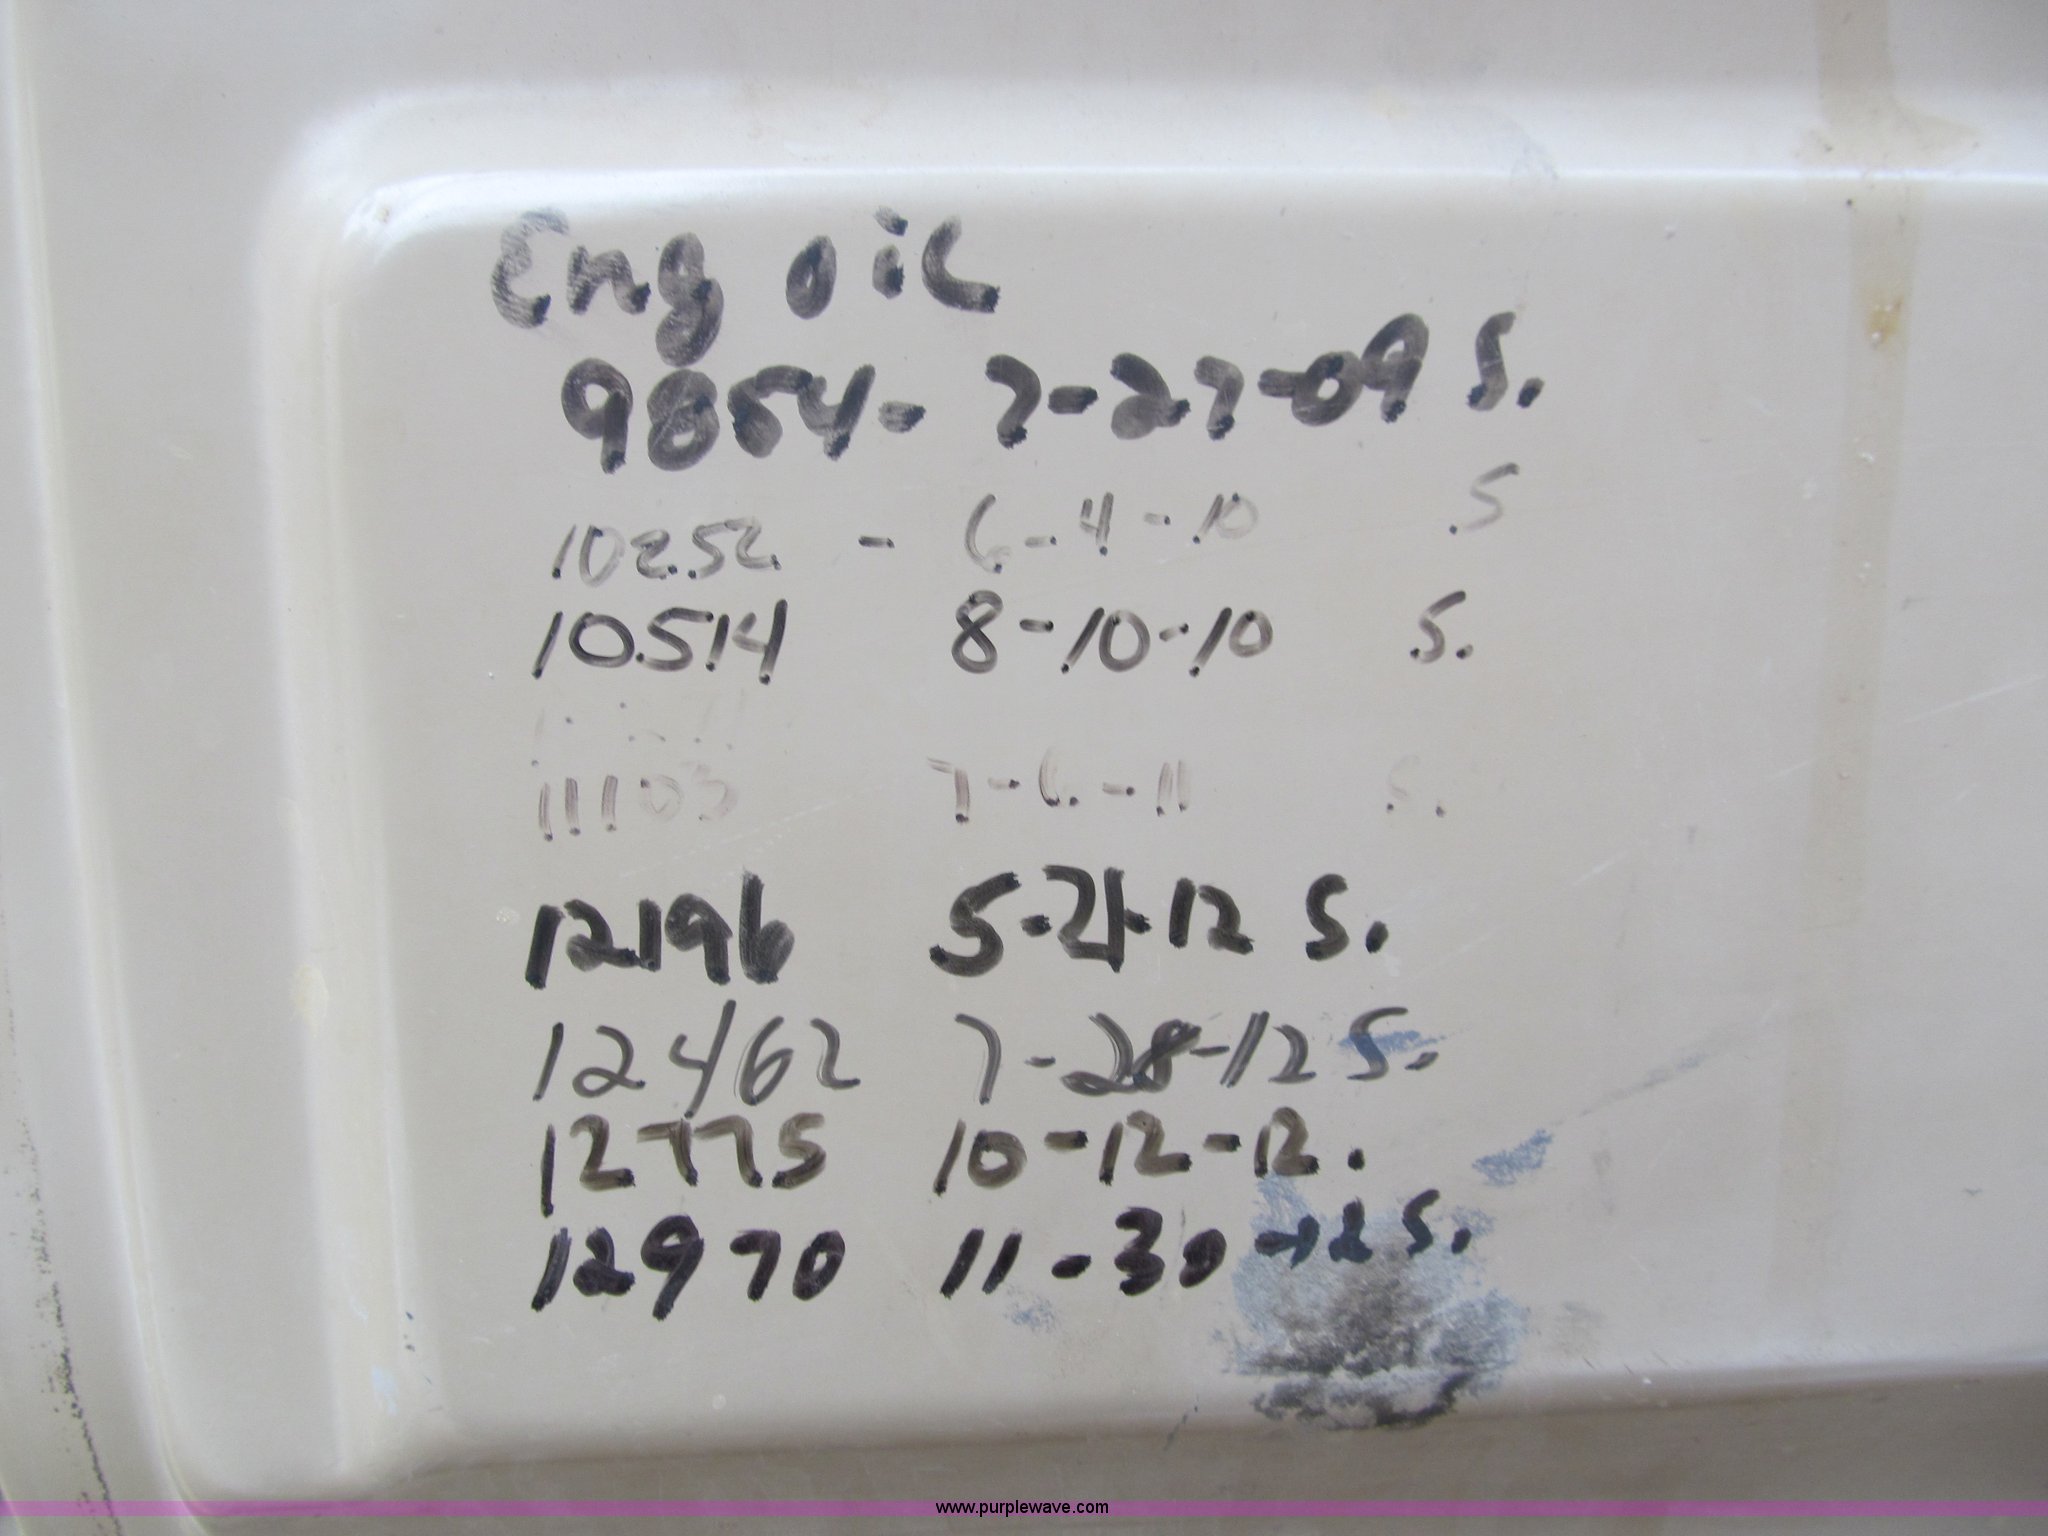 Eng oil
9854- 7-27-09 S.
10252 - 6-4-10 S
10514 8-10-10 S.
11103 7-6-11 S.
12196 5-21-12 S.
12462 7-28-12 S.
12775 10-12-12.
12970 11-30-12 S.
www.purplewave.com